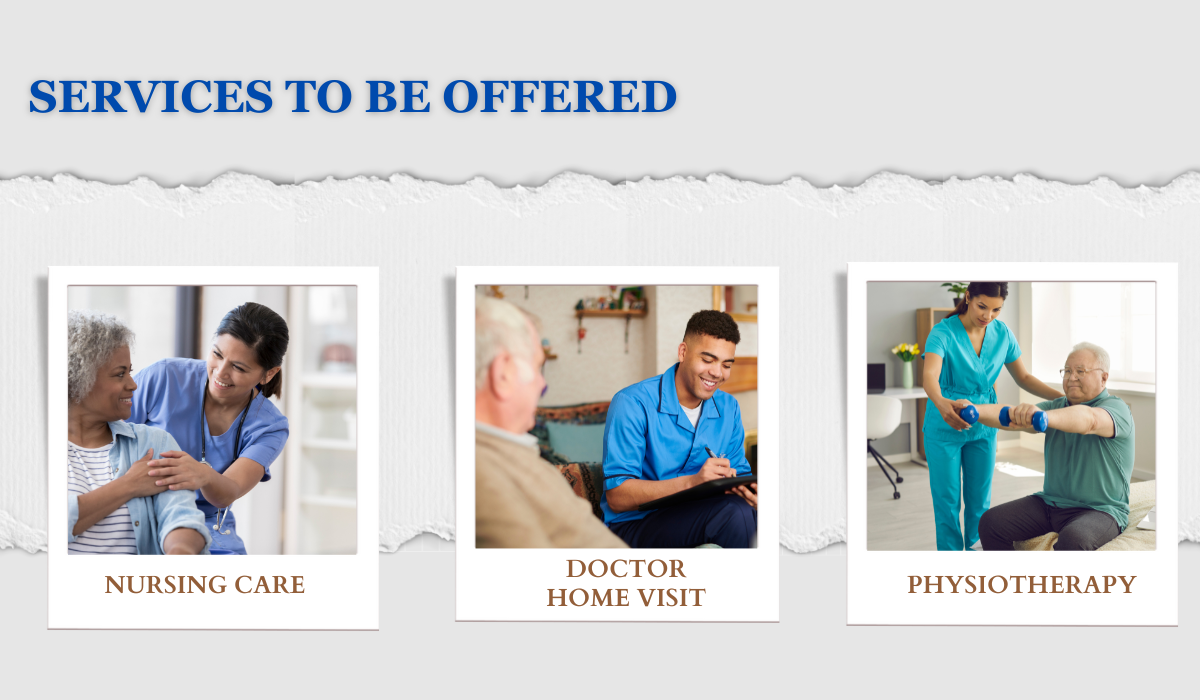 SERVICES TO BE OFFERED
NURSING CARE
DOCTOR
HOME VISIT
PHYSIOTHERAPY